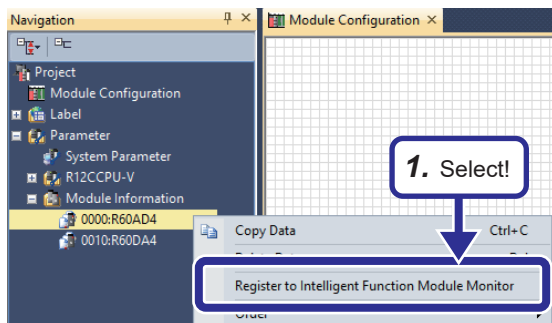 Navigation
Module Configuration
Project
Module Configuration
Label
Parameter
System Parameter
R12CCPU-V
Module Information
0000:R60AD4
0010:R60DA4
1. Select!
Copy Data Ctrl+C
Register to Intelligent Function Module Monitor
Order